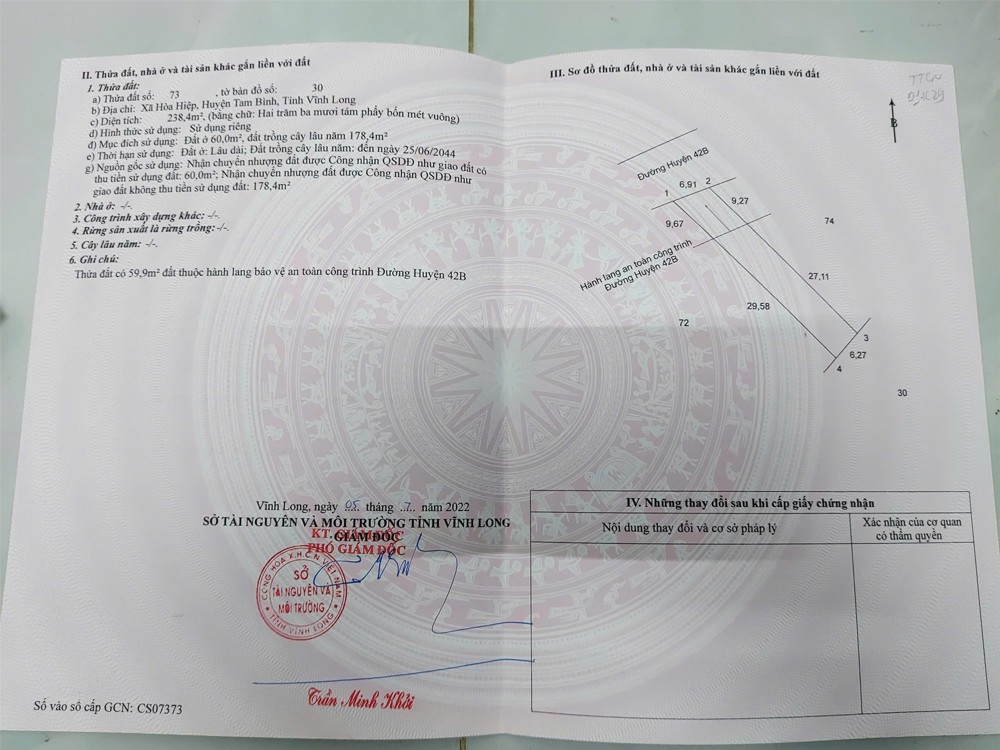 II. Thửa đất, nhà ở và tài sản khác gắn liền với đất
1. Thửa đất:
a) Thửa đất số: 73 , tờ bản đồ số: 30
b) Địa chỉ: Xã Hòa Hiệp, Huyện Tam Bình, Tỉnh Vĩnh Long
c) Diện tích: 238,4m², (bằng chữ: Hai trăm ba mươi tám phẩy bốn mét vuông)
d) Hình thức sử dụng: Sử dụng riêng
đ) Mục đích sử dụng: Đất ở 60,0m², đất trồng cây lâu năm 178,4m²
e) Thời hạn sử dụng: Đất ở: Lâu dài; Đất trồng cây lâu năm: đến ngày 25/06/2044
g) Nguồn gốc sử dụng: Nhận chuyển nhượng đất được Công nhận QSDĐ như giao đất có
thu tiền sử dụng đất: 60,0m²; Nhận chuyển nhượng đất được Công nhận QSDĐ như
giao đất không thu tiền sử dụng đất: 178,4m²
2. Nhà ở: -/-.
3. Công trình xây dựng khác: -/-.
4. Rừng sản xuất là rừng trồng: -/-.
5. Cây lâu năm: -/-.
6. Ghi chú:
Thửa đất có 59,9m² đất thuộc hành lang bảo vệ an toàn công trình Đường Huyện 42B
Vĩnh Long, ngày 05 tháng 7 năm 2022
SỞ TÀI NGUYÊN VÀ MÔI TRƯỜNG TỈNH VĨNH LONG
GIÁM ĐỐC
KT. GIÁM ĐỐC
PHÓ GIÁM ĐỐC
CỘNG HÒA X.H.C.N VIỆT NAM
SỞ
TÀI NGUYÊN VÀ
MÔI TRƯỜNG
TỈNH VĨNH LONG
Trần Minh Khởi
Số vào sổ cấp GCN: CS07373
III. Sơ đồ thửa đất, nhà ở và tài sản khác gắn liền với đất
B
Đường Huyện 42B
1
6,91
2
9,27
9,67
74
Hành lang an toàn công trình
Đường Huyện 42B
27,11
29,58
72
3
6,27
4
30
IV. Những thay đổi sau khi cấp giấy chứng nhận
Nội dung thay đổi và cơ sở pháp lý
Xác nhận của cơ quan
có thẩm quyền